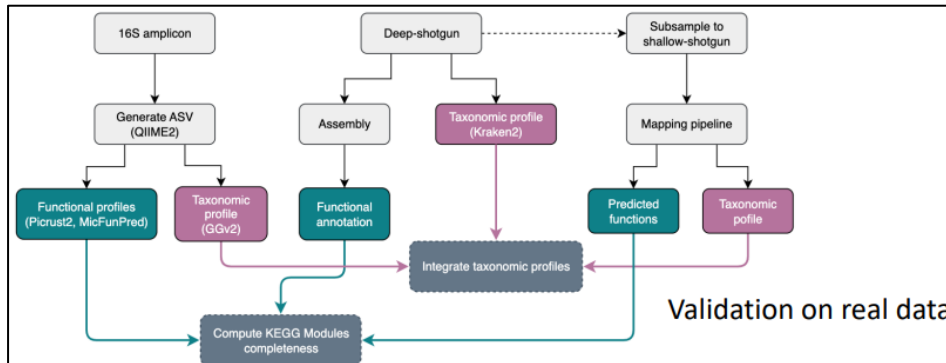 16S amplicon
Deep-shotgun
Subsample to
shallow-shotgun
Generate ASV
(QIIME2)
Assembly
Taxonomic profile
(Kraken2)
Mapping pipeline
Functional profiles
(Picrust2, MicFunPred)
Taxonomic
profile
(GGv2)
Functional
annotation
Predicted
functions
Taxonomic
pofile
Integrate taxonomic profiles
Validation on real data
Compute KEGG Modules
completeness